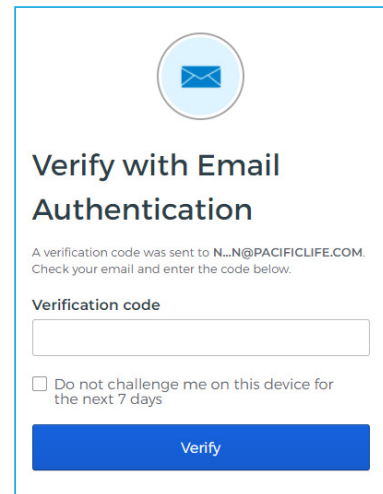 Verify with Email
Authentication
A verification code was sent to N...N@PACIFICLIFE.COM.
Check your email and enter the code below.
Verification code
Do not challenge me on this device for
the next 7 days
Verify